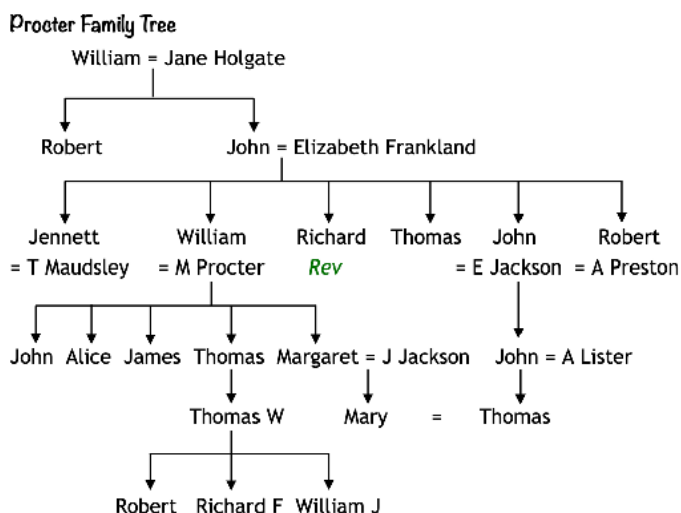 Procter Family Tree
William = Jane Holgate
Robert John = Elizabeth Frankland
Jennett William Richard Thomas John Robert
= T Maudsley = M Procter Rev = E Jackson = A Preston
John Alice James Thomas Margaret = J Jackson John = A Lister
Thomas W Mary = Thomas
Robert Richard F William J